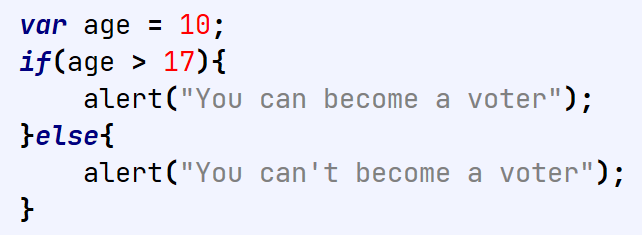 var age = 10;
if(age > 17){
    alert("You can become a voter");
}else{
    alert("You can't become a voter");
}